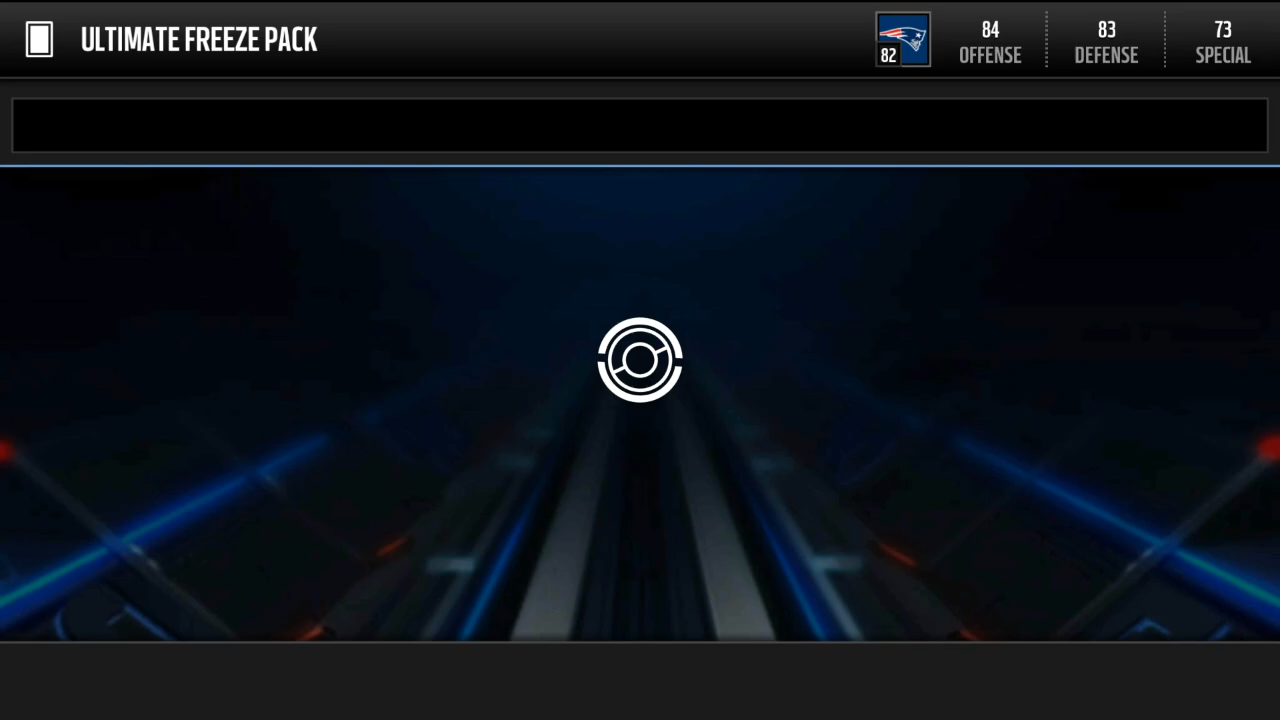 ULTIMATE FREEZE PACK
82
84
OFFENSE
83
DEFENSE
73
SPECIAL